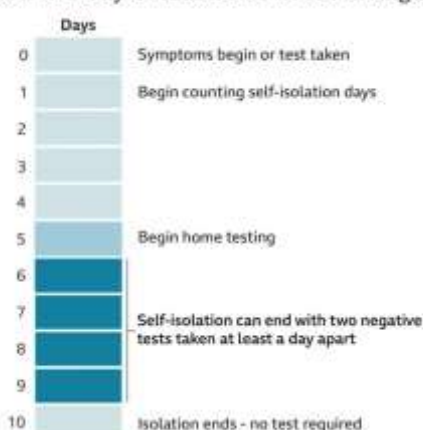 Days
0 Symptoms begin or test taken
1 Begin counting self-isolation days
2
3
4
5 Begin home testing
6
7 Self-isolation can end with two negative
8 tests taken at least a day apart
9
10 Isolation ends - no test required